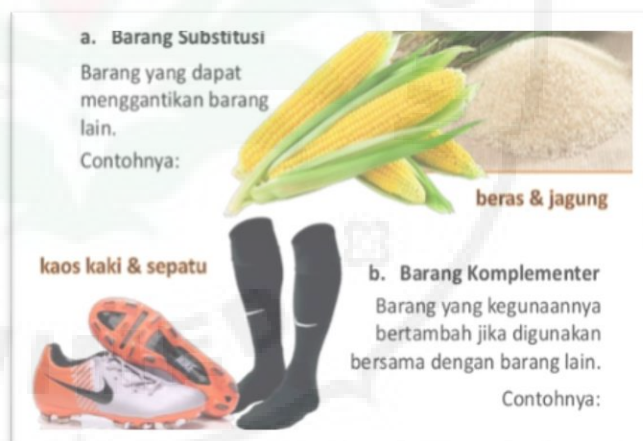 a. Barang Substitusi
Barang yang dapat
menggantikan barang
lain.
Contohnya:
beras & jagung
kaos kaki & sepatu
b. Barang Komplementer
Barang yang kegunaannya
bertambah jika digunakan
bersama dengan barang lain.
Contohnya: